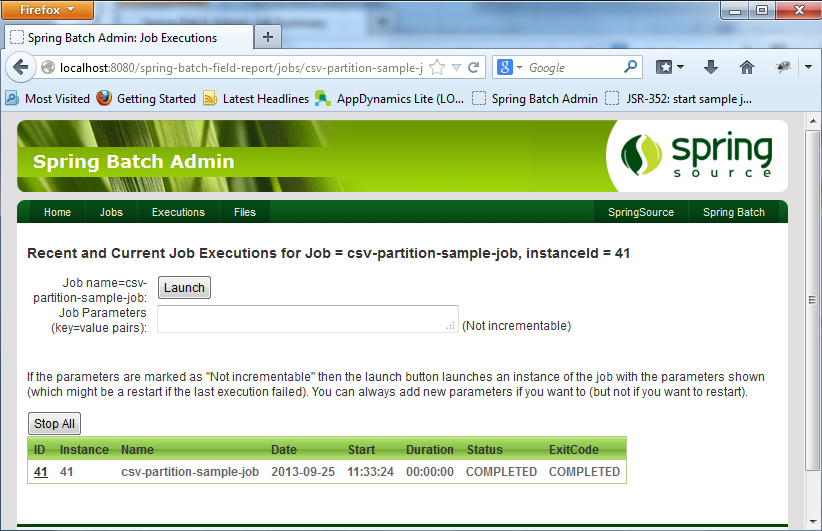 Firefox
Spring Batch Admin: Job Executions
localhost:8080/spring-batch-field-report/jobs/csv-partition-sample-j
Google
Most Visited Getting Started Latest Headlines AppDynamics Lite (LO... Spring Batch Admin JSR-352: start sample j...
Spring Batch Admin
spring
source
Home Jobs Executions Files SpringSource Spring Batch
Recent and Current Job Executions for Job = csv-partition-sample-job, instanceId = 41
Job name=csv-
partition-sample-job:
Launch
Job Parameters
(key=value pairs):
(Not incrementable)
If the parameters are marked as "Not incrementable" then the launch button launches an instance of the job with the parameters shown
(which might be a restart if the last execution failed). You can always add new parameters if you want to (but not if you want to restart).
Stop All
ID Instance Name Date Start Duration Status ExitCode
41 41 csv-partition-sample-job 2013-09-25 11:33:24 00:00:00 COMPLETED COMPLETED